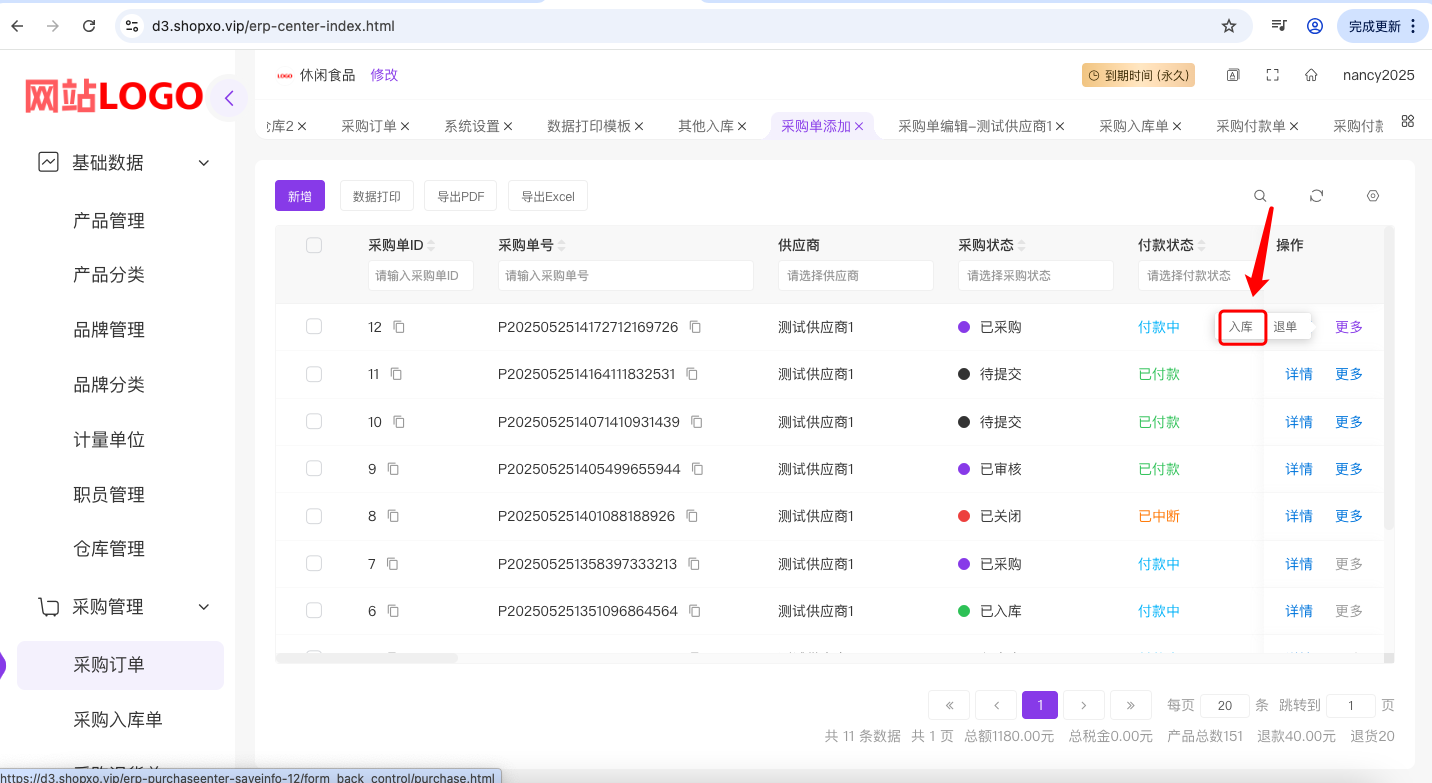 d3.shopxo.vip/erp-center-index.html 完成更新
网站LOGO
LOGO 休闲食品 修改 到期时间 (永久) nancy2025
仓库2 采购订单 系统设置 数据打印模板 其他入库 采购单添加 采购单编辑-测试供应商1 采购入库单 采购付款单 采购付款
新增 数据打印 导出PDF 导出Excel
采购单ID 采购单号 供应商 采购状态 付款状态 操作
请输入采购单ID 请输入采购单号 请选择供应商 请选择采购状态 请选择付款状态
12 P2025052514172712169726 测试供应商1 已采购 付款中 入库 退单 更多
11 P2025052514164111832531 测试供应商1 待提交 已付款 详情 更多
10 P2025052514071410931439 测试供应商1 待提交 已付款 详情 更多
9 P202505251405499655944 测试供应商1 已审核 已付款 详情 更多
8 P202505251401088188926 测试供应商1 已关闭 已中断 详情 更多
7 P202505251358397333213 测试供应商1 已采购 付款中 详情 更多
6 P202505251351096864564 测试供应商1 已入库 付款中 详情 更多
« ‹ 1 › » 每页 20 条 跳转到 1 页
共 11 条数据 共 1 页 总额1180.00元 总税金0.00元 产品总数151 退款40.00元 退货20
基础数据
产品管理
产品分类
品牌管理
品牌分类
计量单位
职员管理
仓库管理
采购管理
采购订单
采购入库单
https://d3.shopxo.vip/erp-purchaseenter-saveinfo-12/form_back_control/purchase.html